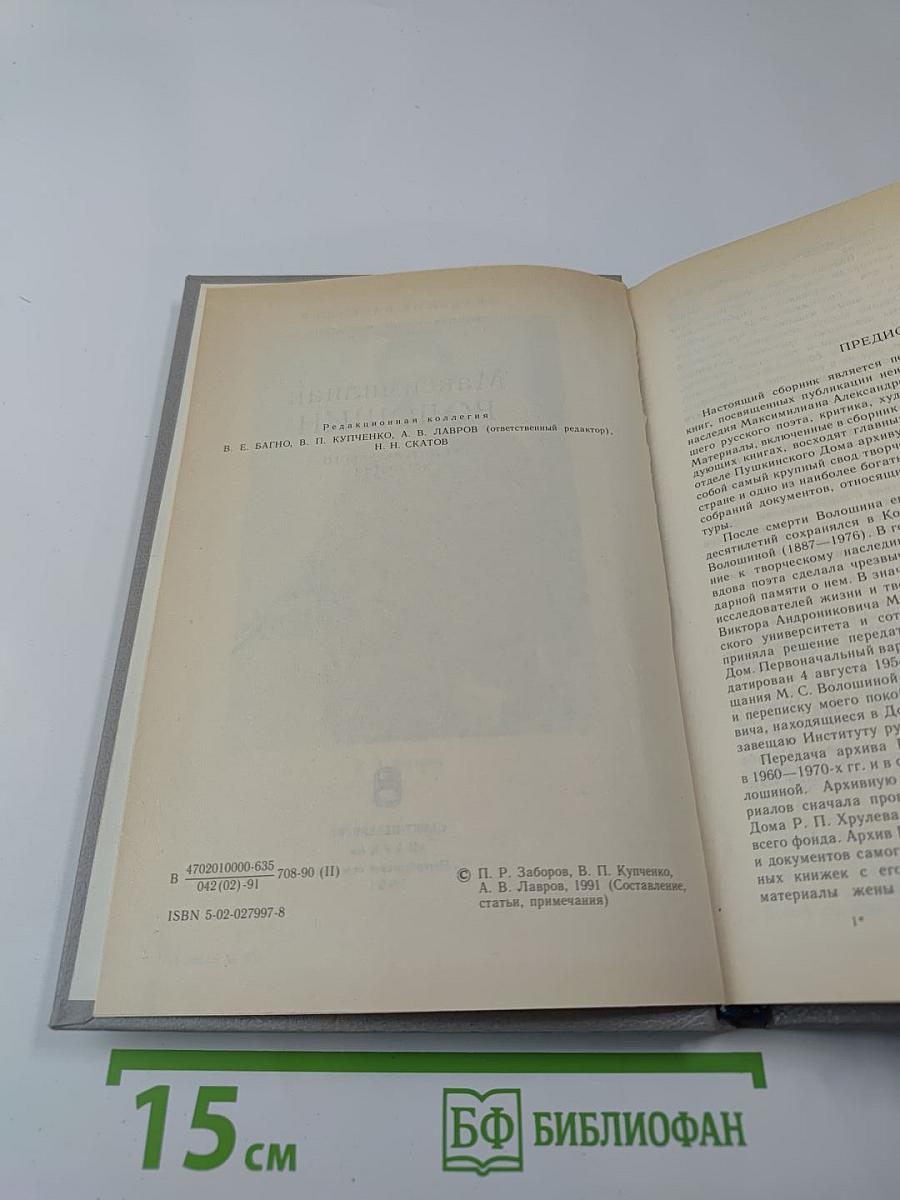 Редакционная коллегия
В. Е. БАГНО, В. П. КУПЧЕНКО, А. В. ЛАВРОВ (ответственный редактор),
Н. Н. СКАТОВ
В 4702010000-635 708-90 (II)
042(02)-91
ISBN 5-02-027997-8
© П. Р. Заборов, В. П. Купченко,
А. В. Лавров, 1991 (Составление,
статьи, примечания)
ПРЕДИС
Настоящий сборник является
книг, посвященных публикации
наследия Максимилиана Александро
шего русского поэта, критика, худ
Материалы, включенные в сборник
дующих книгах, восходят главны
отделе Пушкинского Дома архиву
собой самый крупный свод творч
стране и одно из наиболее богат
собраний документов, относящи
туры.
После смерти Волошина е
десятилетий сохранялся в Ко
Волошиной (1887—1976). В г
ние к творческому наследи
вдова поэта сделала чрезвы
дарной памяти о нем. В знач
исследователей жизни и тв
Виктора Андрониковича М
ского университета и сот
приняла решение передат
Дом. Первоначальный вар
датирован 4 августа 195
щания М. С. Волошиной
и переписку моего поко
вича, находящиеся в Д
завещаю Институту ру
Передача архива
в 1960—1970-х гг. и в с
лошиной. Архивную
риалов сначала про
Дома Р. П. Хрулева
всего фонда. Архив
и документов самог
ных книжек с его
материалы жены
1*
15 см
БФ БИБЛИОФАН